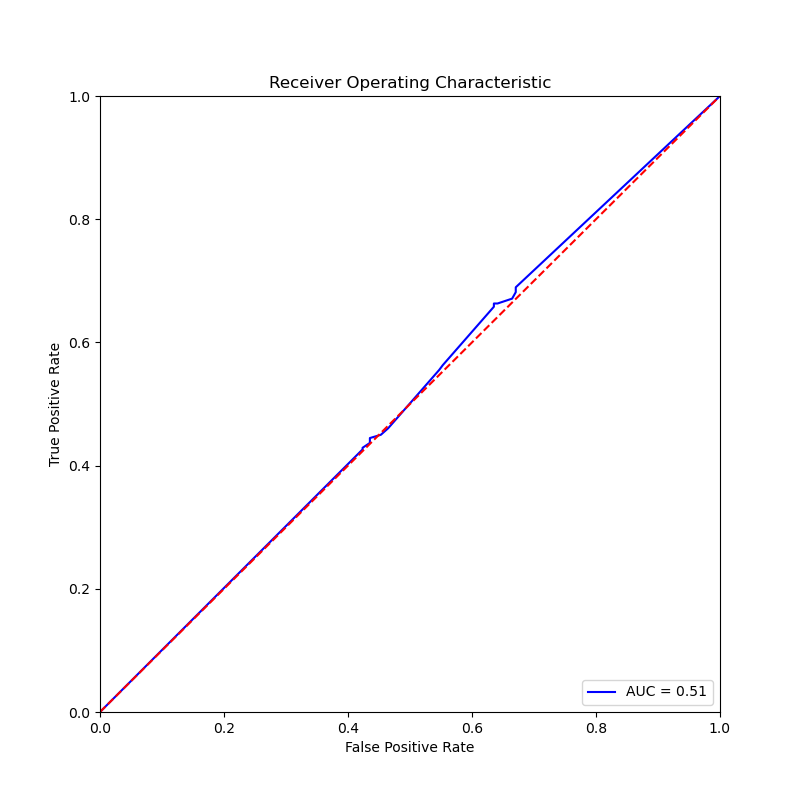 Receiver Operating Characteristic
1.0
0.8
0.6
0.4
0.2
0.0
True Positive Rate
AUC = 0.51
0.0 0.2 0.4 0.6 0.8 1.0
False Positive Rate